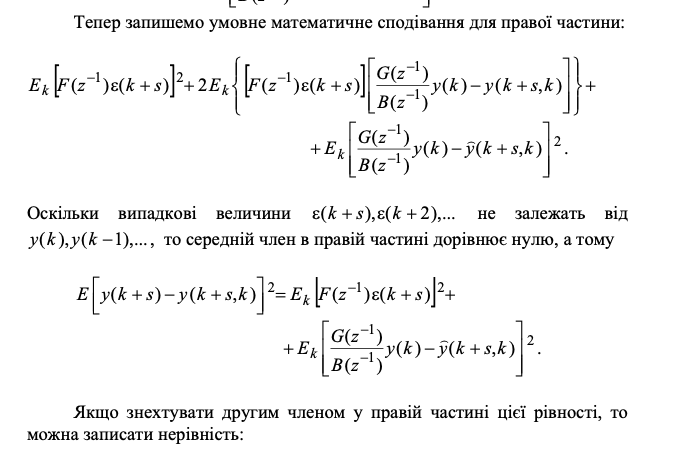 Тепер запишемо умовне математичне сподівання для правої частини:
E_k [F(z^{-1})ε(k + s)]^2 + 2E_k {[F(z^{-1})ε(k + s)] [G(z^{-1})/B(z^{-1}) y(k) − y(k + s,k)]} +
+ E_k [G(z^{-1})/B(z^{-1}) y(k) − ŷ(k + s,k)]^2 .
Оскільки випадкові величини ε(k + s),ε(k + 2),... не залежать від
y(k),y(k −1),..., то середній член в правій частині дорівнює нулю, а тому
E[y(k + s) − y(k + s,k)]^2 = E_k [F(z^{-1})ε(k + s)]^2 +
+ E_k [G(z^{-1})/B(z^{-1}) y(k) − ŷ(k + s,k)]^2 .
Якщо знехтувати другим членом у правій частині цієї рівності, то
можна записати нерівність: